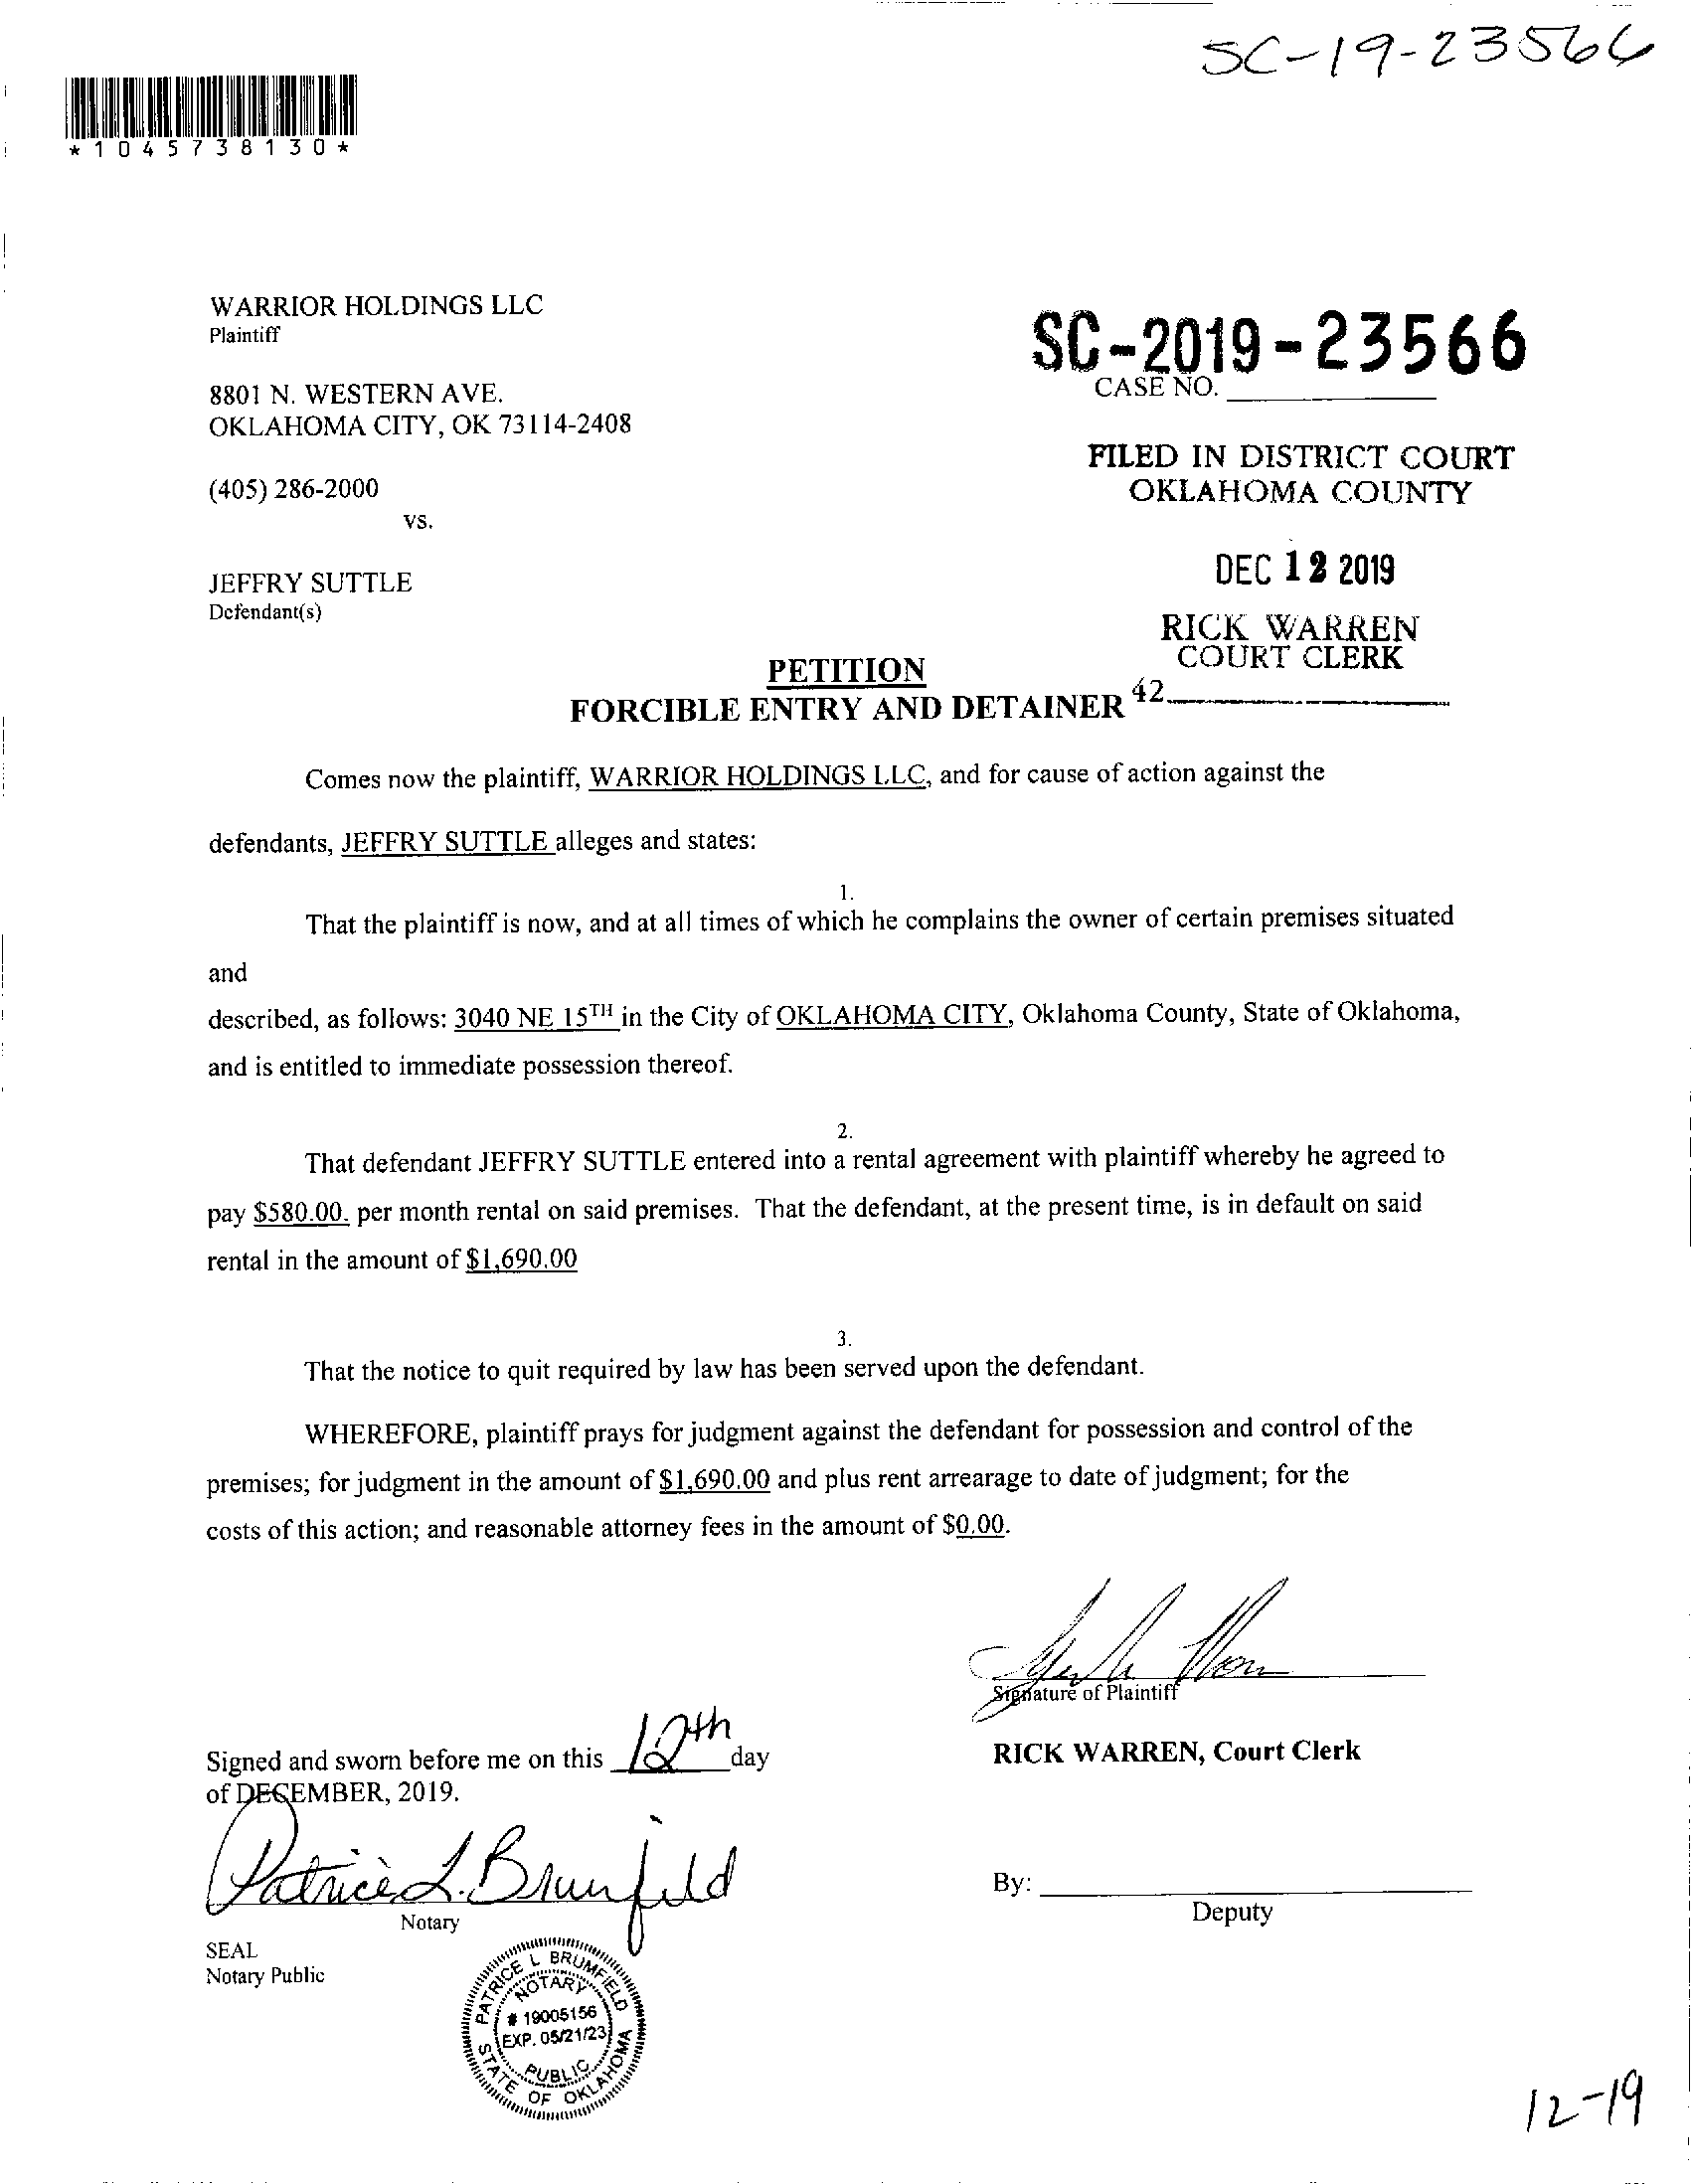 SC-19-23566
*1045738130*
WARRIOR HOLDINGS LLC
Plaintiff
SC-2019-23566
CASE NO.
8801 N. WESTERN AVE.
OKLAHOMA CITY, OK 73114-2408
FILED IN DISTRICT COURT
OKLAHOMA COUNTY
(405) 286-2000
vs.
DEC 12 2019
JEFFRY SUTTLE
Defendant(s)
RICK WARREN
COURT CLERK
PETITION
FORCIBLE ENTRY AND DETAINER 42
Comes now the plaintiff, WARRIOR HOLDINGS LLC, and for cause of action against the
defendants, JEFFRY SUTTLE alleges and states:
1.
That the plaintiff is now, and at all times of which he complains the owner of certain premises situated
and
described, as follows: 3040 NE 15TH in the City of OKLAHOMA CITY, Oklahoma County, State of Oklahoma,
and is entitled to immediate possession thereof.
2.
That defendant JEFFRY SUTTLE entered into a rental agreement with plaintiff whereby he agreed to
pay $580.00. per month rental on said premises. That the defendant, at the present time, is in default on said
rental in the amount of $1,690.00
3.
That the notice to quit required by law has been served upon the defendant.
WHEREFORE, plaintiff prays for judgment against the defendant for possession and control of the
premises; for judgment in the amount of $1,690.00 and plus rent arrearage to date of judgment; for the
costs of this action; and reasonable attorney fees in the amount of $0.00.
Signature of Plaintiff
Signed and sworn before me on this 12th day
of DECEMBER, 2019.
RICK WARREN, Court Clerk
Patrice L. Brumfield
Notary
By:
Deputy
SEAL
Notary Public
PATRICE L BRUMFIELD
NOTARY
# 19005156
EXP. 05/21/23
PUBLIC
STATE OF OKLAHOMA
12-19